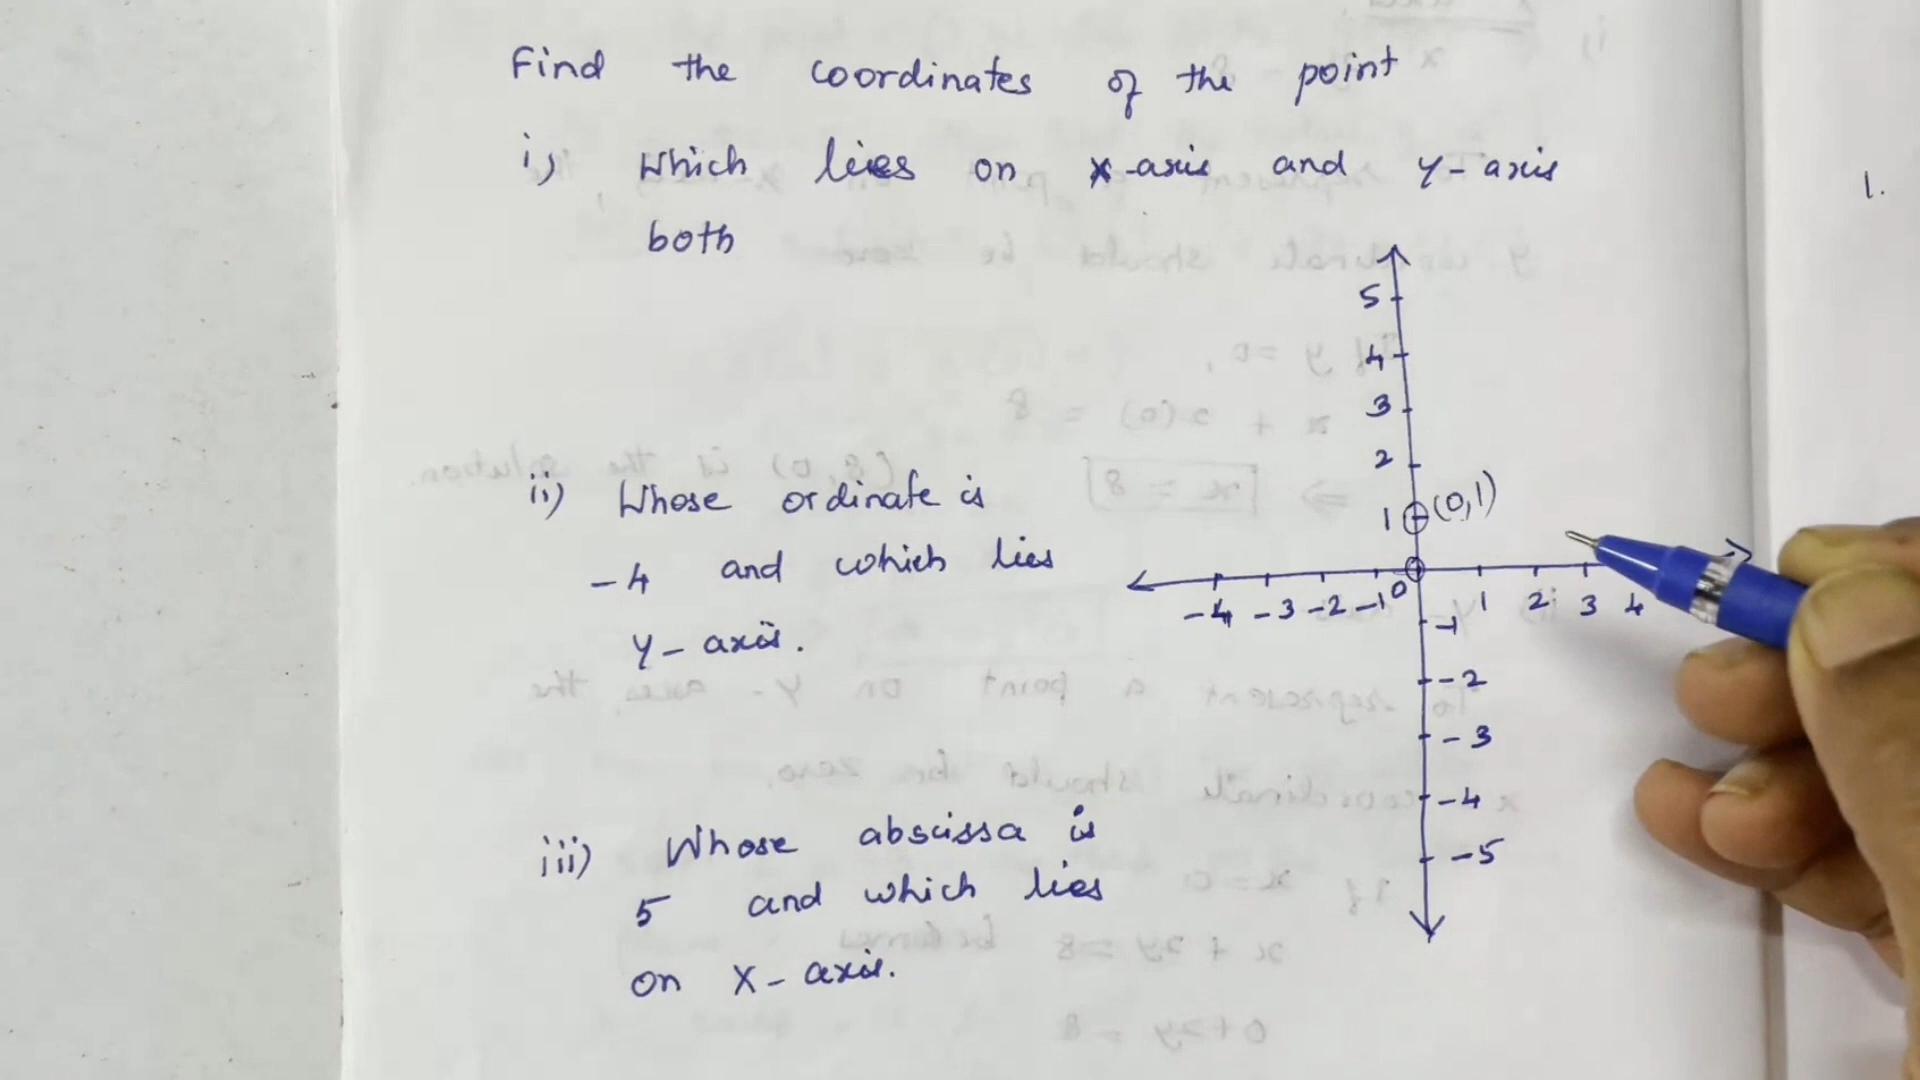 Find the coordinates of the point
i) Which lies on x-axis and y-axis
both
ii) Whose ordinate is
-4 and which lies
y-axis.
iii) Whose abscissa is
5 and which lies
on x-axis.
5
4
3
2
1 (0,1)
-4 -3 -2 -1 0 1 2 3 4
-1
-2
-3
-4
-5
1.